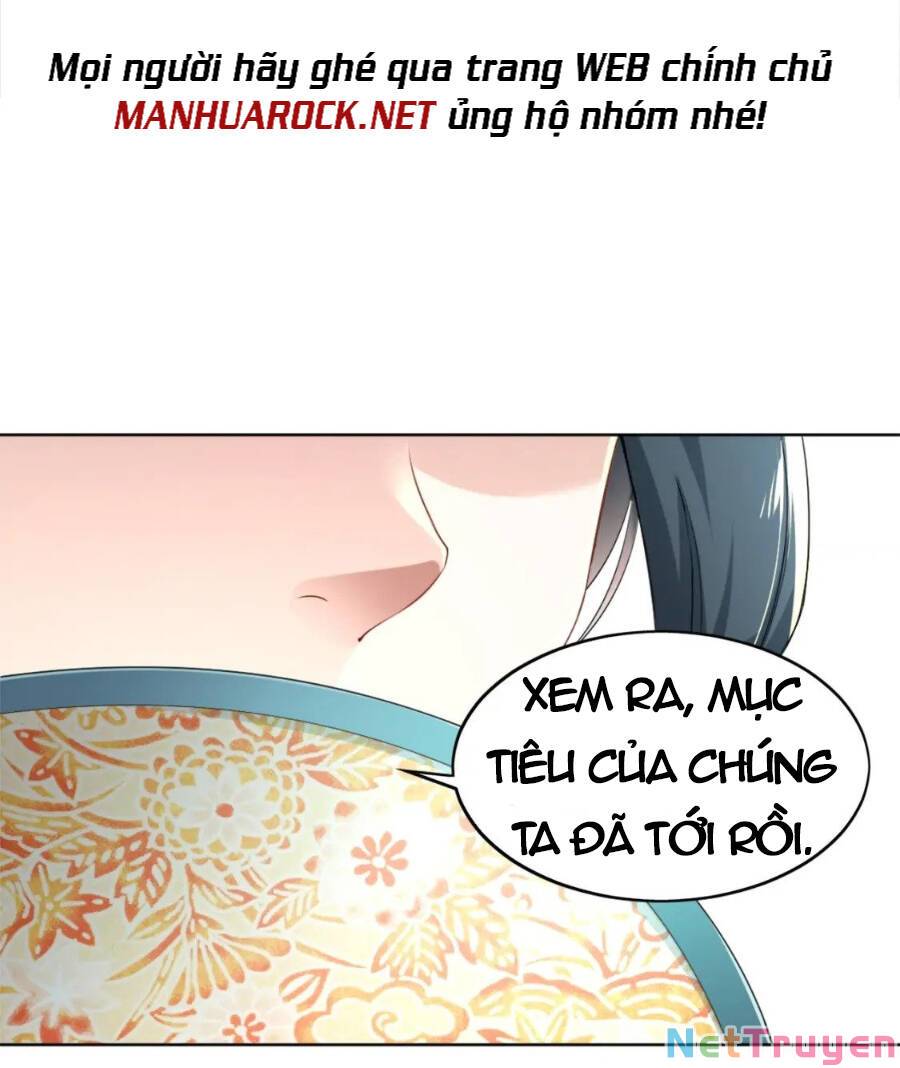 Mọi người hãy ghé qua trang WEB chính chủ
MANHUAROCK.NET ủng hộ nhóm nhé!
XEM RA, MỤC
TIÊU CỦA CHÚNG
TA ĐÃ TỚI RỒI.
NetTruyen